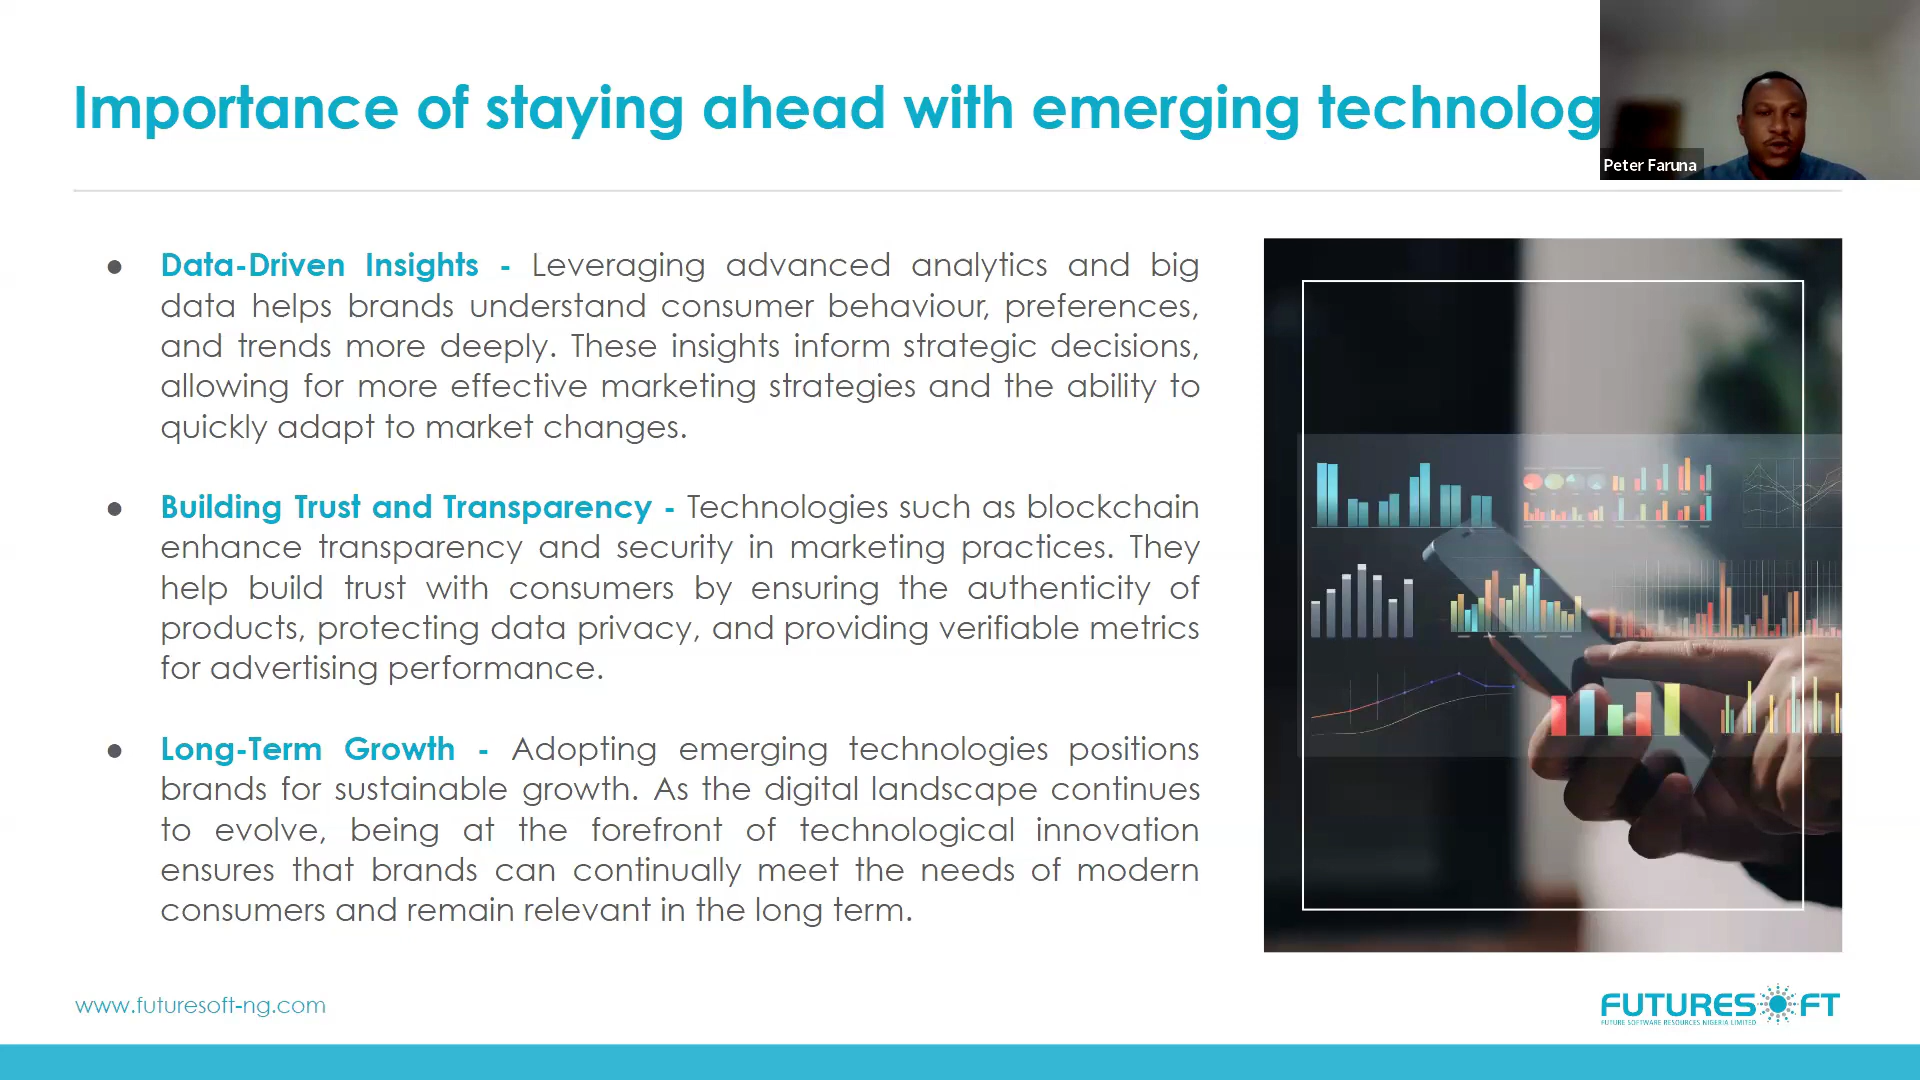 Importance of staying ahead with emerging technolog
Peter Faruna
● Data-Driven Insights - Leveraging advanced analytics and big
data helps brands understand consumer behaviour, preferences,
and trends more deeply. These insights inform strategic decisions,
allowing for more effective marketing strategies and the ability to
quickly adapt to market changes.
● Building Trust and Transparency - Technologies such as blockchain
enhance transparency and security in marketing practices. They
help build trust with consumers by ensuring the authenticity of
products, protecting data privacy, and providing verifiable metrics
for advertising performance.
● Long-Term Growth - Adopting emerging technologies positions
brands for sustainable growth. As the digital landscape continues
to evolve, being at the forefront of technological innovation
ensures that brands can continually meet the needs of modern
consumers and remain relevant in the long term.
www.futuresoft-ng.com
FUTURESOFT
FUTURE SOFTWARE RESOURCES NIGERIA LIMITED